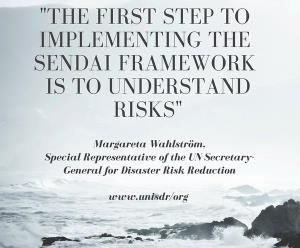 "THE FIRST STEP TO
IMPLEMENTING THE
SENDAI FRAMEWORK
IS TO UNDERSTAND
RISKS"
Margareta Wahlström,
Special Representative of the UN Secretary-
General for Disaster Risk Reduction
www.unisdr/org